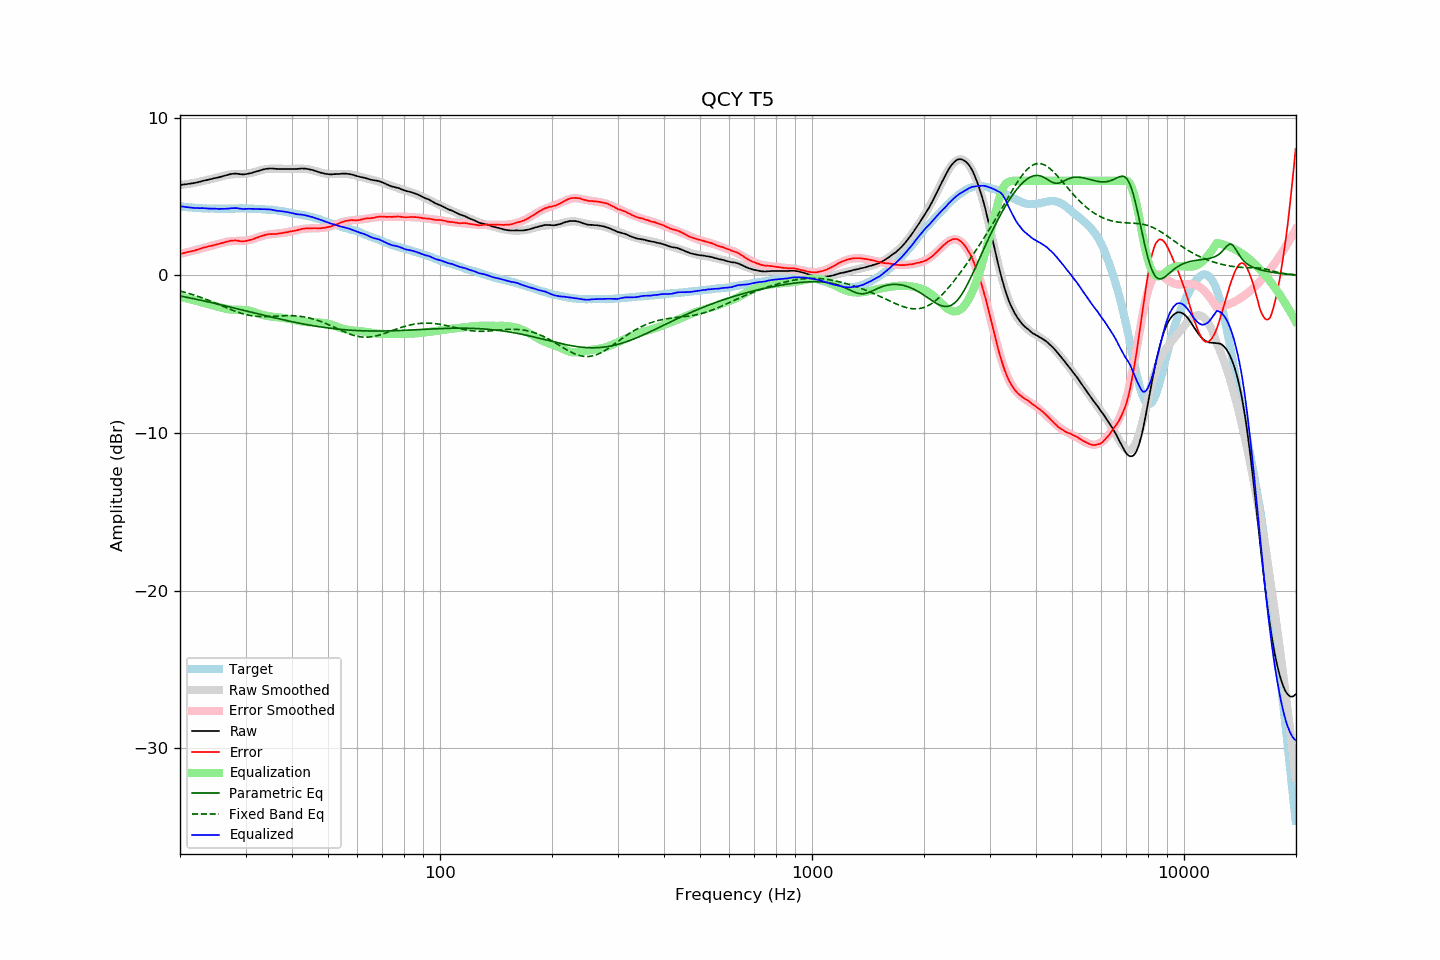 QCY T5
10
0
−10
−20
−30
Amplitude (dBr)
100
1000
10000
Frequency (Hz)
Target
Raw Smoothed
Error Smoothed
Raw
Error
Equalization
Parametric Eq
Fixed Band Eq
Equalized